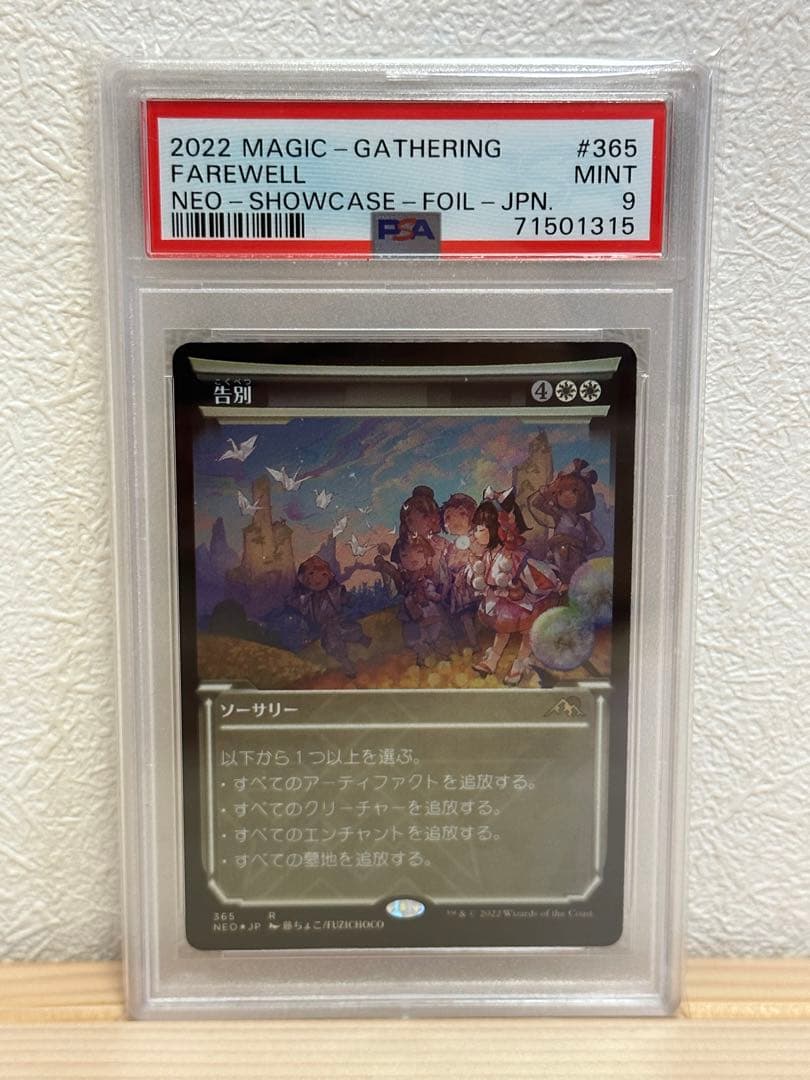 2022 MAGIC – GATHERING #365
FAREWELL MINT
NEO – SHOWCASE – FOIL – JPN. 9
PSA 71501315
こくべつ
告別 4
ソーサリー
以下から1つ以上を選ぶ。
・すべてのアーティファクトを追放する。
・すべてのクリーチャーを追放する。
・すべてのエンチャントを追放する。
・すべての墓地を追放する。
365 R
NEO★JP 藤ちょこ/FUZICHOCO
™ & © 2022 Wizards of the Coast